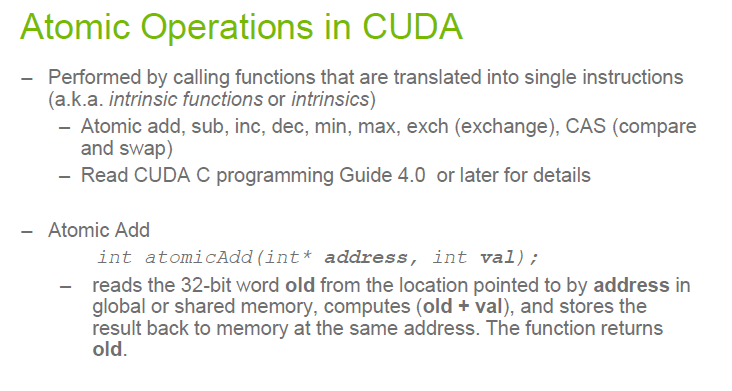 Atomic Operations in CUDA
– Performed by calling functions that are translated into single instructions
(a.k.a. intrinsic functions or intrinsics)
– Atomic add, sub, inc, dec, min, max, exch (exchange), CAS (compare
and swap)
– Read CUDA C programming Guide 4.0 or later for details
– Atomic Add
int atomicAdd(int* address, int val);
– reads the 32-bit word old from the location pointed to by address in
global or shared memory, computes (old + val), and stores the
result back to memory at the same address. The function returns
old.